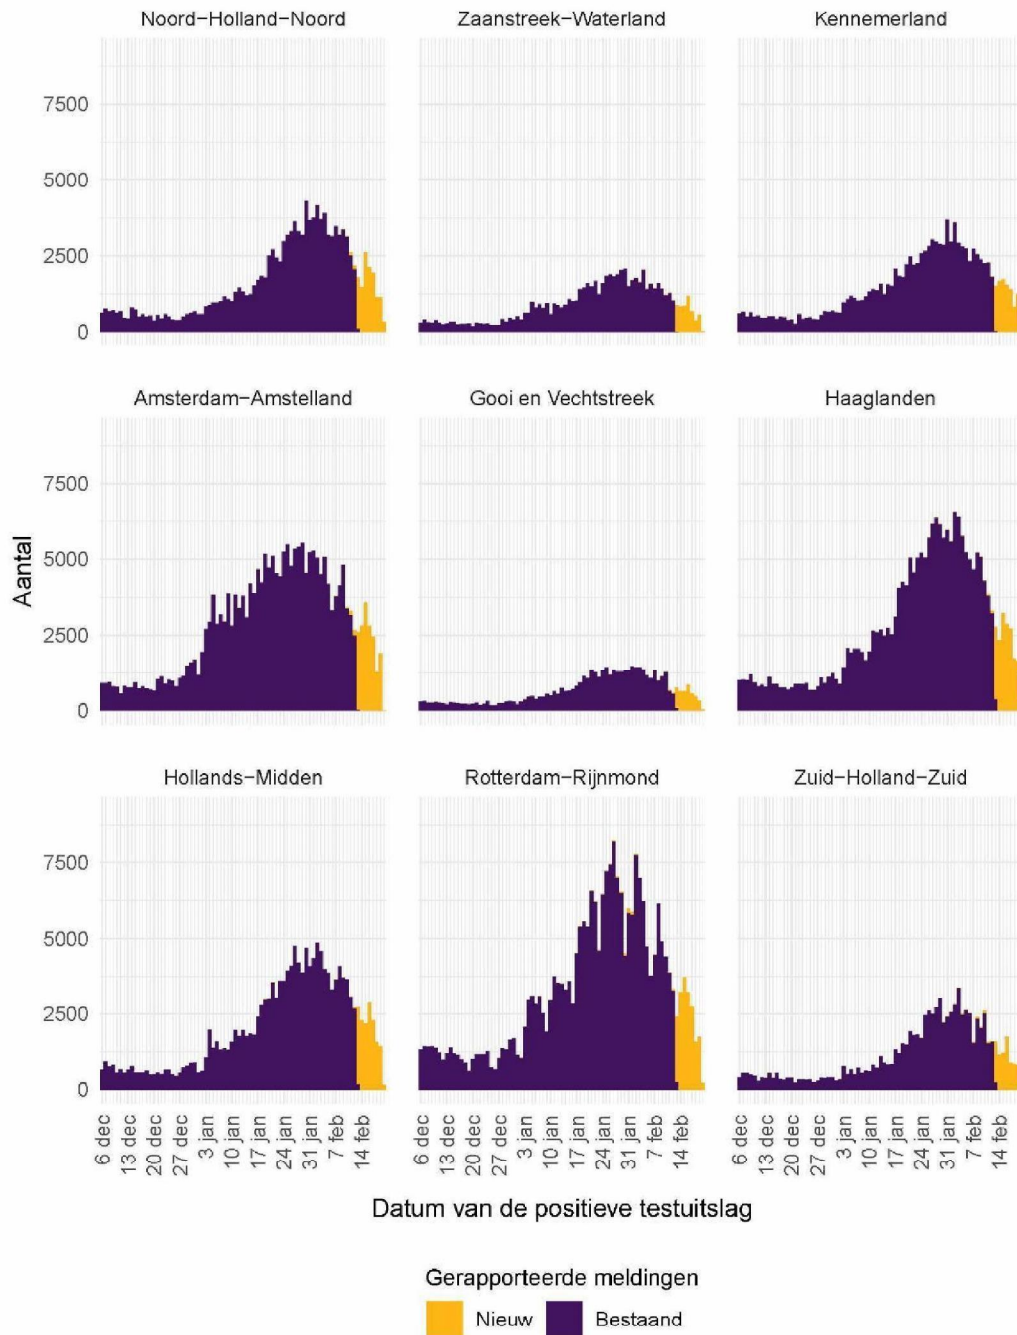 Noord−Holland−Noord
Zaanstreek−Waterland
Kennemerland
7500
5000
2500
0
Amsterdam−Amstelland
Gooi en Vechtstreek
Haaglanden
7500
5000
2500
0
Aantal
Hollands−Midden
Rotterdam−Rijnmond
Zuid−Holland−Zuid
7500
5000
2500
0
6 dec
13 dec
20 dec
27 dec
3 jan
10 jan
17 jan
24 jan
31 jan
7 feb
14 feb
6 dec
13 dec
20 dec
27 dec
3 jan
10 jan
17 jan
24 jan
31 jan
7 feb
14 feb
6 dec
13 dec
20 dec
27 dec
3 jan
10 jan
17 jan
24 jan
31 jan
7 feb
14 feb
Datum van de positieve testuitslag
Gerapporteerde meldingen
Nieuw
Bestaand